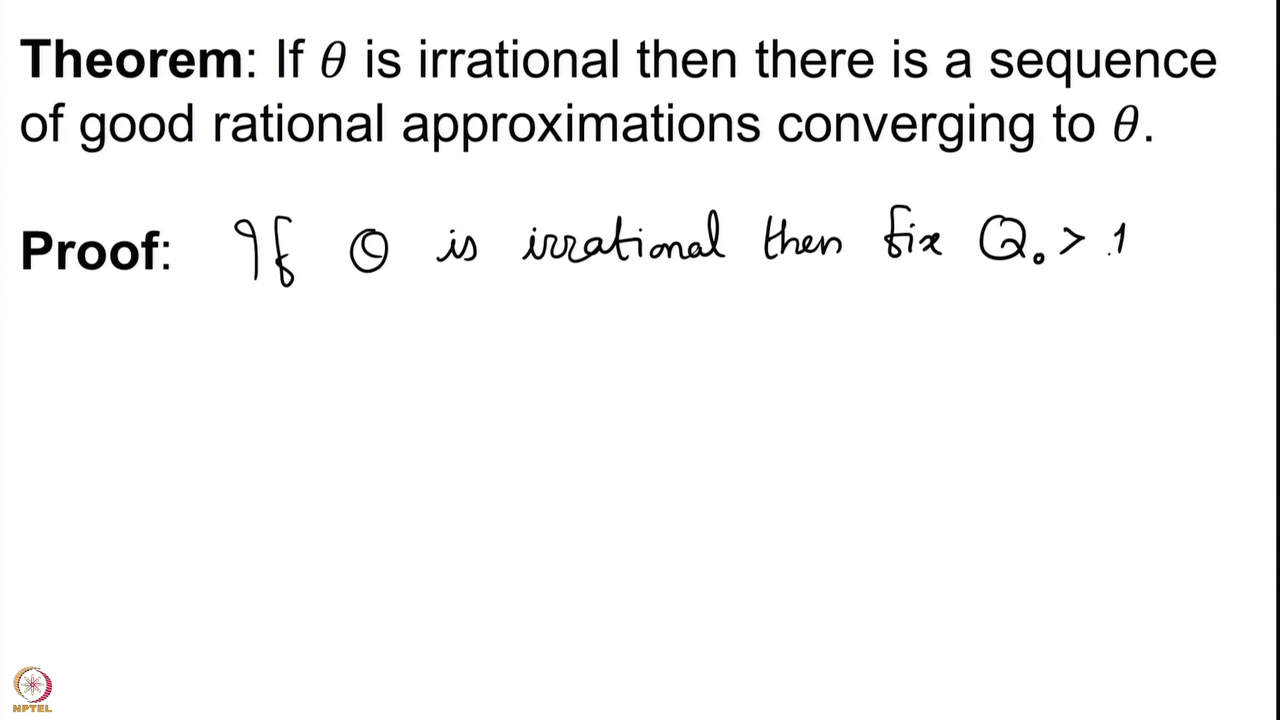 Theorem: If θ is irrational then there is a sequence
of good rational approximations converging to θ.
Proof: If θ is irrational then fix Q₀ > 1
NPTEL